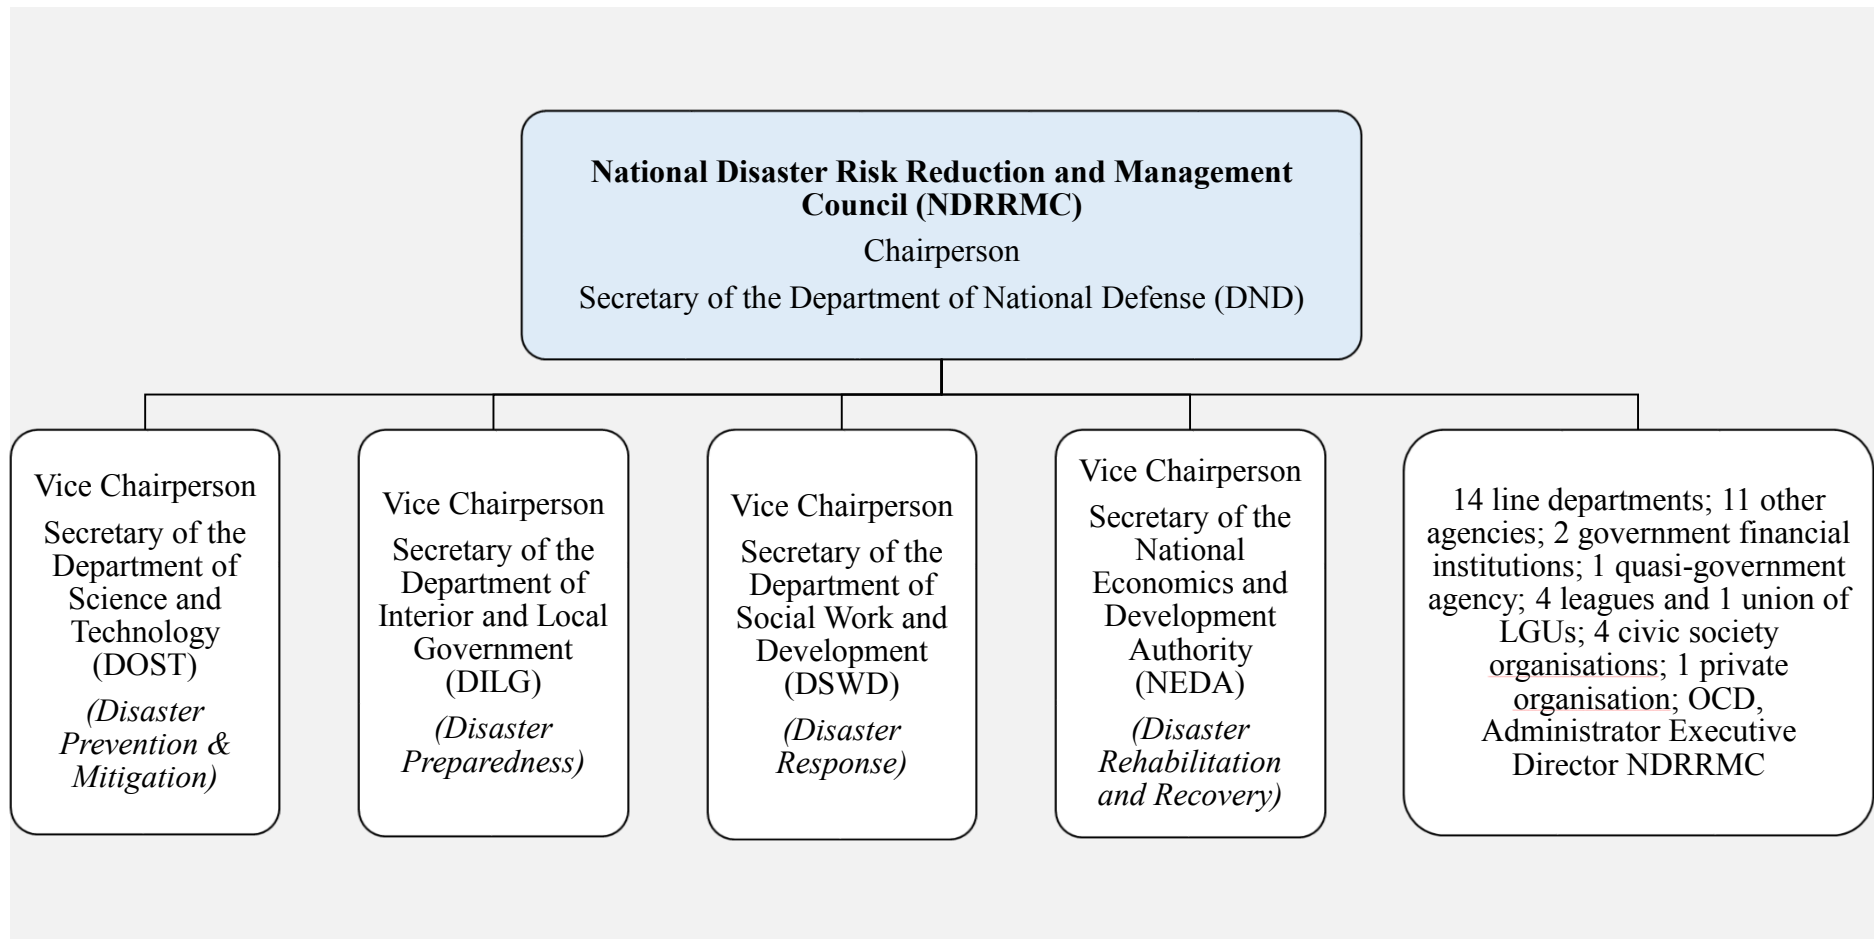 National Disaster Risk Reduction and Management
Council (NDRRMC)
Chairperson
Secretary of the Department of National Defense (DND)
Vice Chairperson
Secretary of the
Department of
Science and
Technology
(DOST)
(Disaster
Prevention &
Mitigation)
Vice Chairperson
Secretary of the
Department of
Interior and Local
Government
(DILG)
(Disaster
Preparedness)
Vice Chairperson
Secretary of the
Department of
Social Work and
Development
(DSWD)
(Disaster
Response)
Vice Chairperson
Secretary of the
National
Economics and
Development
Authority
(NEDA)
(Disaster
Rehabilitation
and Recovery)
14 line departments; 11 other
agencies; 2 government financial
institutions; 1 quasi-government
agency; 4 leagues and 1 union of
LGUs; 4 civic society
organisations; 1 private
organisation; OCD,
Administrator Executive
Director NDRRMC